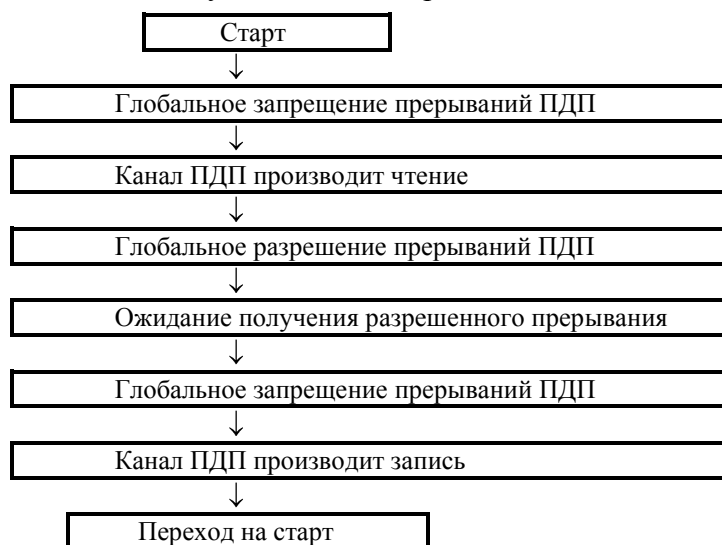 Старт
↓
Глобальное запрещение прерываний ПДП
↓
Канал ПДП производит чтение
↓
Глобальное разрешение прерываний ПДП
↓
Ожидание получения разрешенного прерывания
↓
Глобальное запрещение прерываний ПДП
↓
Канал ПДП производит запись
↓
Переход на старт